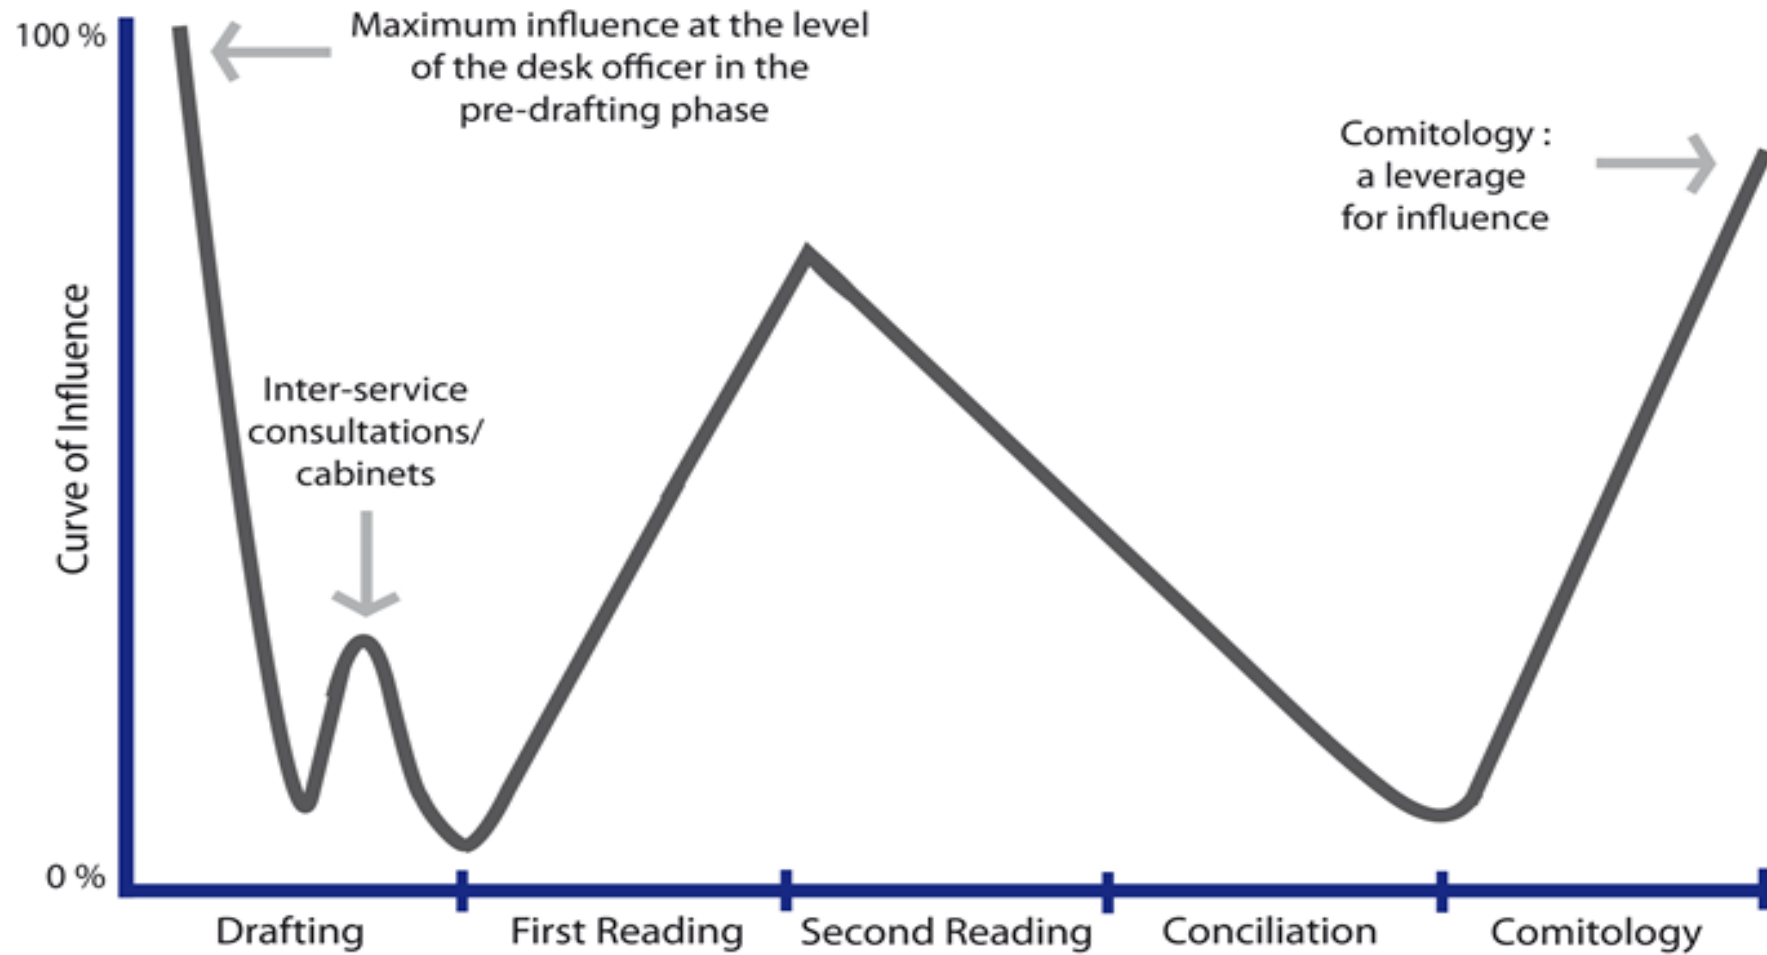 100 %
Maximum influence at the level
of the desk officer in the
pre-drafting phase
Comitology :
a leverage
for influence
Curve of Influence
Inter-service
consultations/
cabinets
0 %
Drafting
First Reading
Second Reading
Conciliation
Comitology